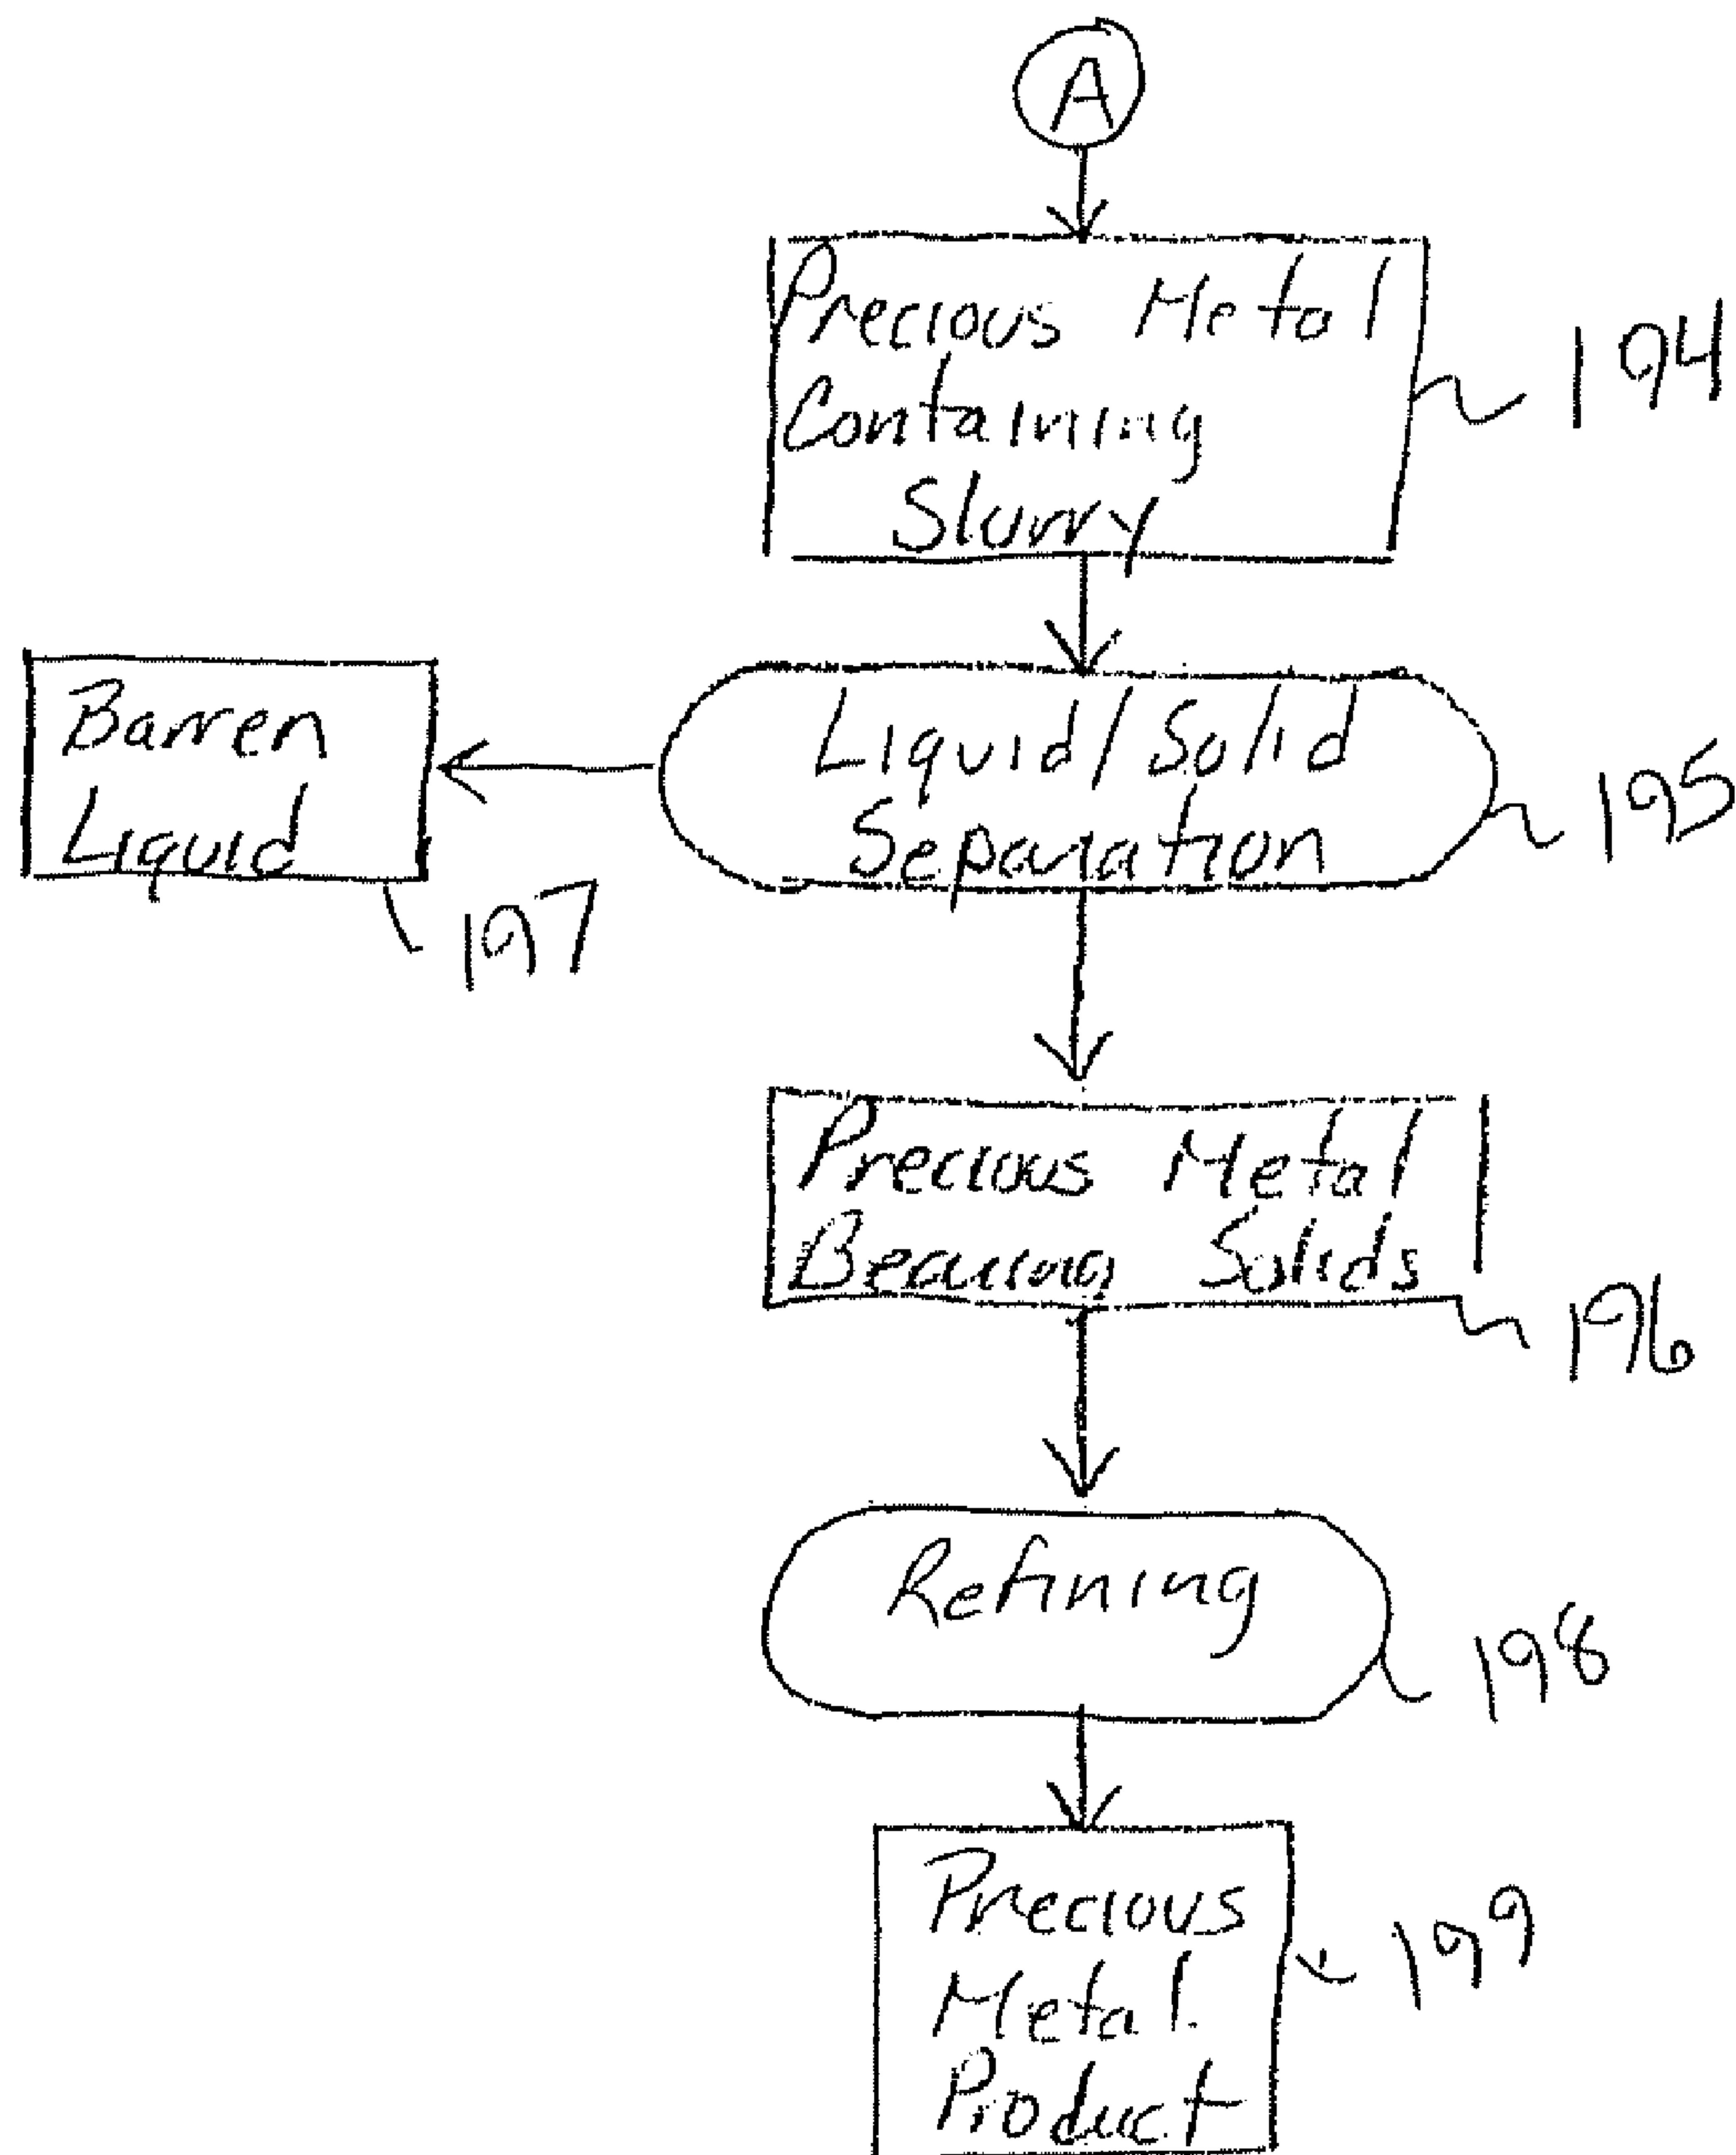 A
Precious Metal
Containing
Slurry
194
Liquid/Solid
Separation
195
Barren
Liquid
197
Precious Metal
Bearing Solids
196
Refining
198
Precious
Metal
Product
199